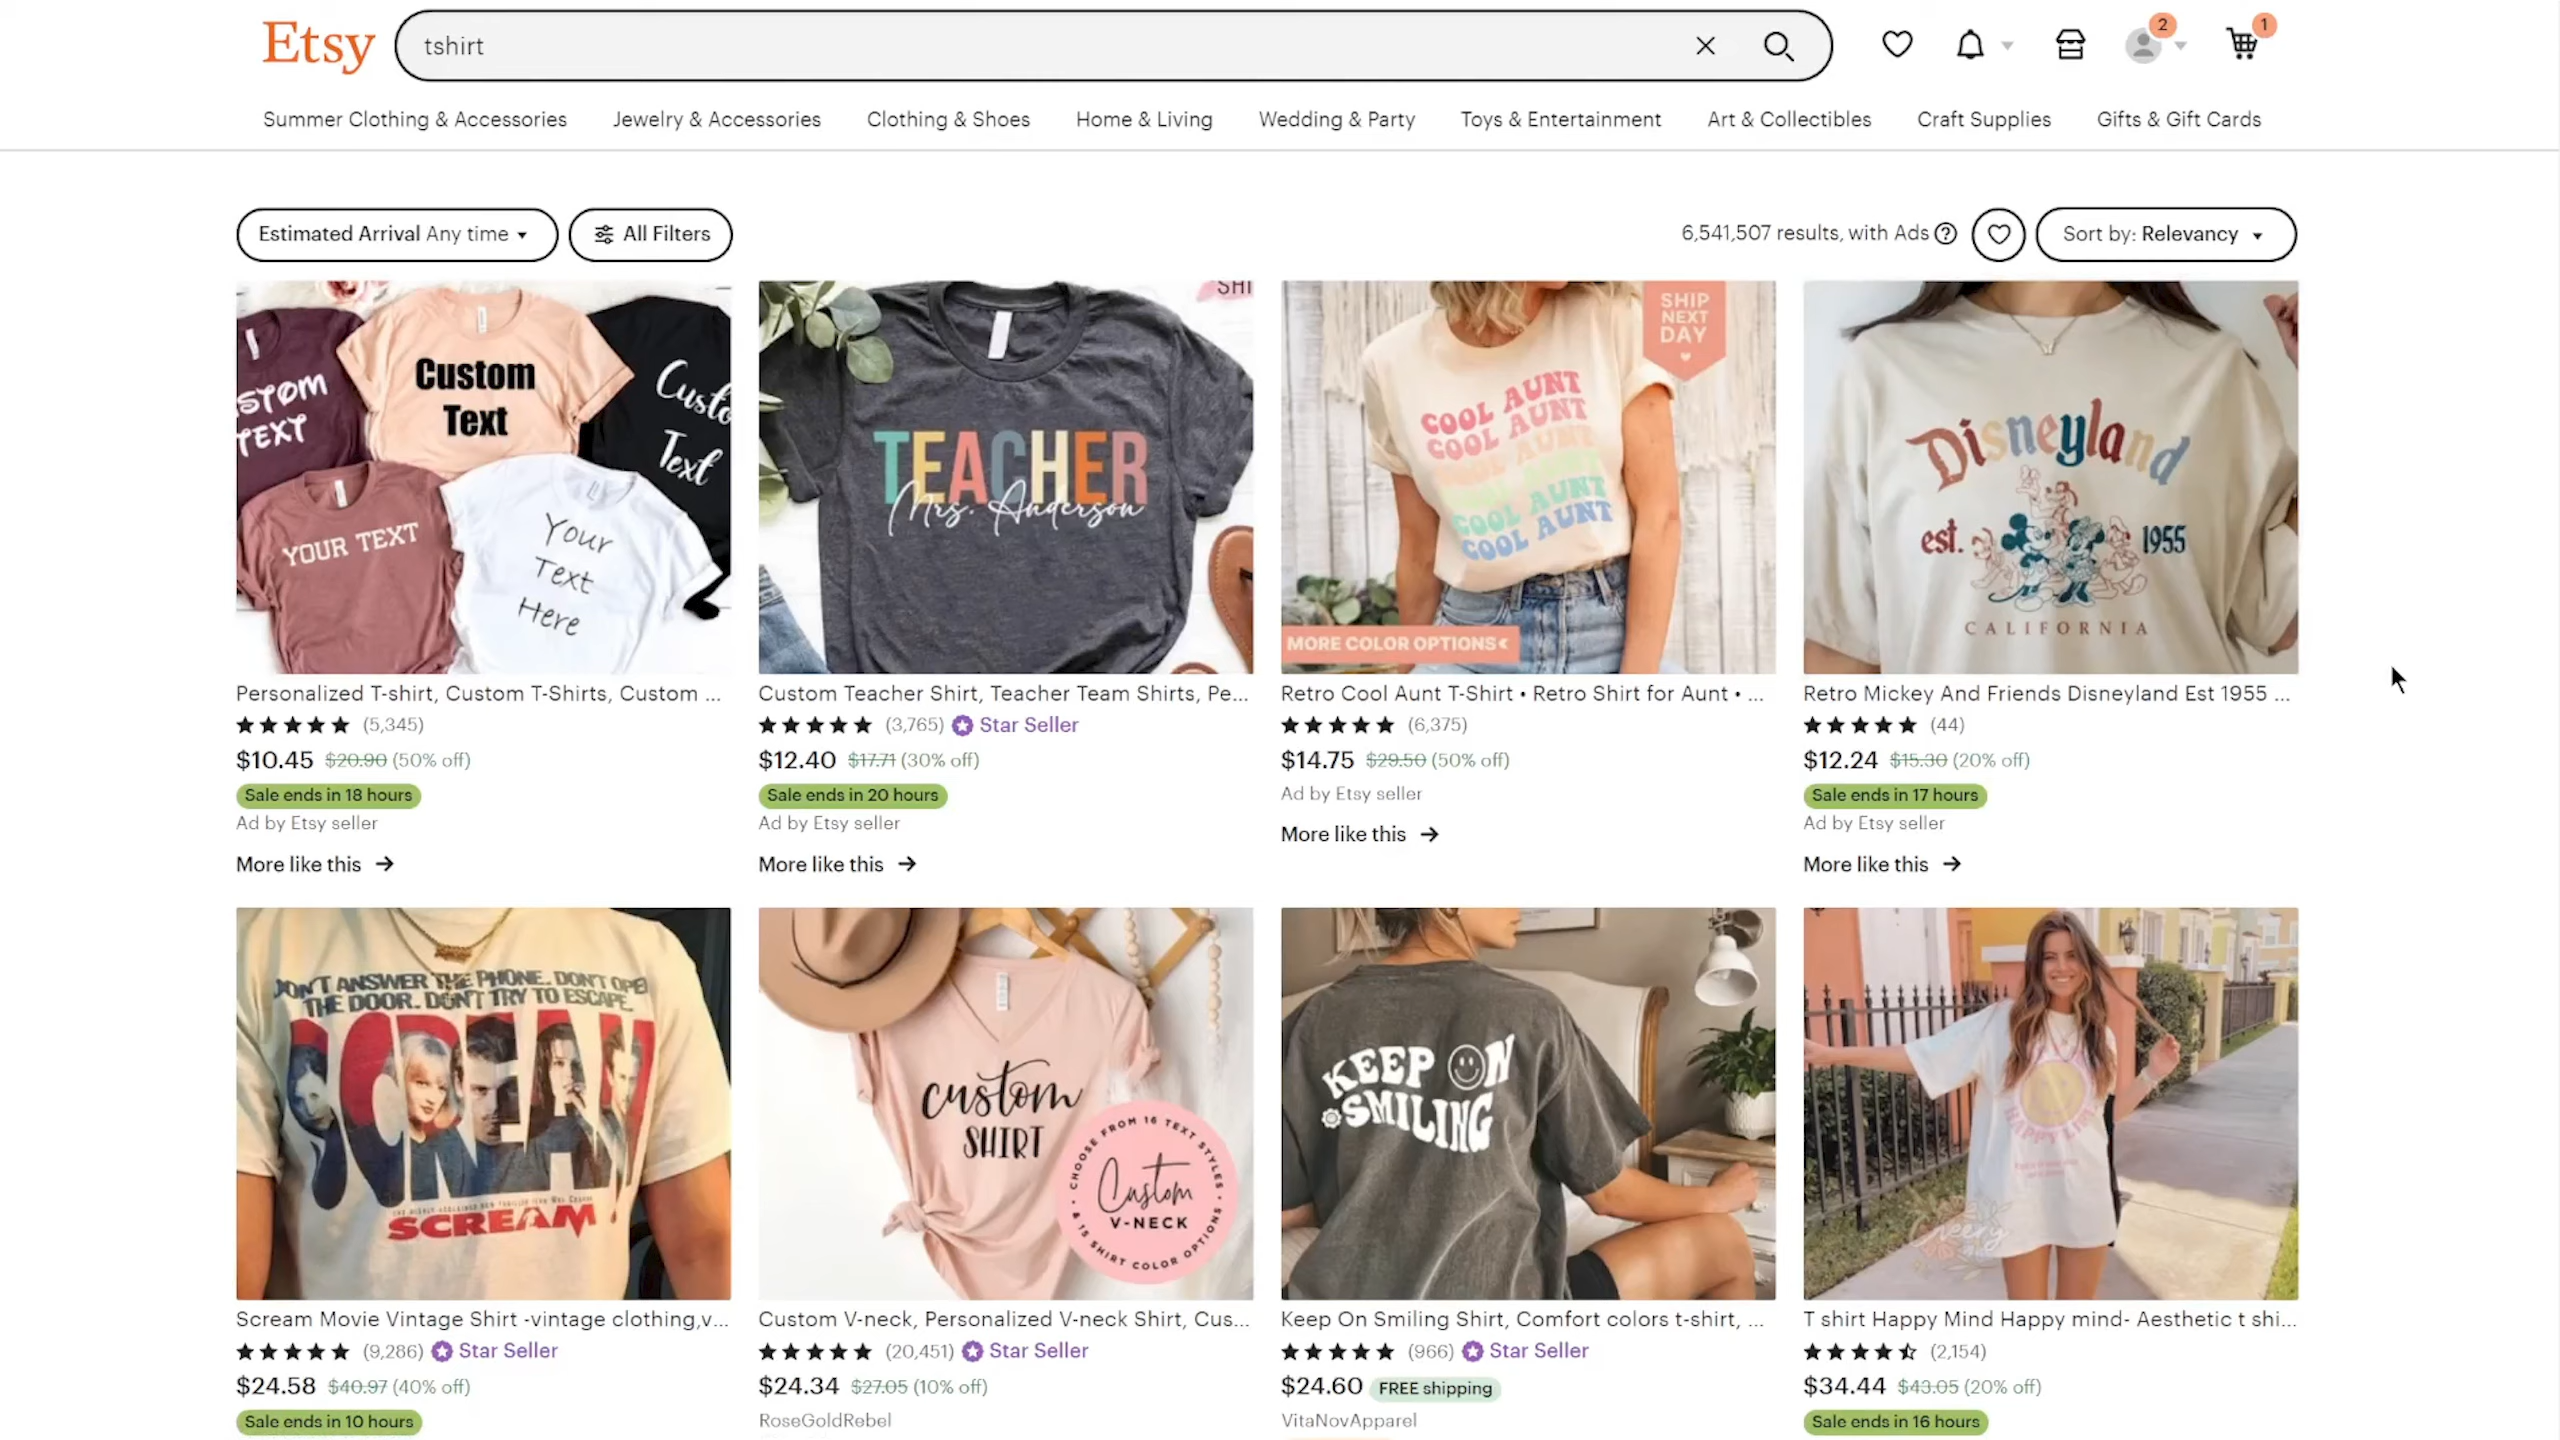 Etsy
tshirt
2
1
Summer Clothing & Accessories
Jewelry & Accessories
Clothing & Shoes
Home & Living
Wedding & Party
Toys & Entertainment
Art & Collectibles
Craft Supplies
Gifts & Gift Cards
Estimated Arrival Any time
All Filters
6,541,507 results, with Ads
Sort by: Relevancy
STOM
TEXT
Custom
Text
Custo
Text
YOUR TEXT
Your
Text
Here
SHI
TEACHER
Mrs. Anderson
SHIP
NEXT
DAY
COOL AUNT
COOL AUNT
COOL AUNT
COOL AUNT
COOL AUNT
MORE COLOR OPTIONS
Disneyland
est. 1955
CALIFORNIA
Personalized T-shirt, Custom T-Shirts, Custom ...
(5,345)
$10.45 $20.90 (50% off)
Sale ends in 18 hours
Ad by Etsy seller
More like this
Custom Teacher Shirt, Teacher Team Shirts, Pe...
(3,765) Star Seller
$12.40 $17.71 (30% off)
Sale ends in 20 hours
Ad by Etsy seller
More like this
Retro Cool Aunt T-Shirt • Retro Shirt for Aunt • ...
(6,375)
$14.75 $29.50 (50% off)
Ad by Etsy seller
More like this
Retro Mickey And Friends Disneyland Est 1955 ...
(44)
$12.24 $15.30 (20% off)
Sale ends in 17 hours
Ad by Etsy seller
More like this
DON'T ANSWER THE PHONE. DON'T OPEN
THE DOOR. DON'T TRY TO ESCAPE.
SCREAM
SCREAM
custom
SHIRT
• CHOOSE FROM 16 TEXT STYLES •
Custom
V-NECK
& 15 SHIRT COLOR OPTIONS
KEEP ON
SMILING
Scream Movie Vintage Shirt -vintage clothing,v...
(9,286) Star Seller
$24.58 $40.97 (40% off)
Sale ends in 10 hours
Custom V-neck, Personalized V-neck Shirt, Cus...
(20,451) Star Seller
$24.34 $27.05 (10% off)
RoseGoldRebel
Keep On Smiling Shirt, Comfort colors t-shirt, ...
(966) Star Seller
$24.60 FREE shipping
VitaNovApparel
T shirt Happy Mind Happy mind- Aesthetic t shi...
(2,154)
$34.44 $43.05 (20% off)
Sale ends in 16 hours